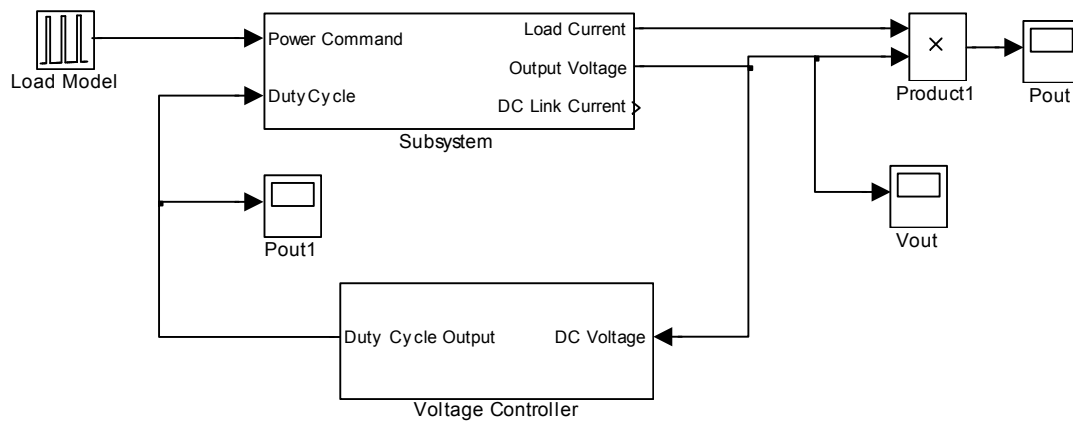 Load Model
Power Command
Duty Cycle
Load Current
Output Voltage
DC Link Current
Subsystem
×
Product1
Pout
Pout1
Vout
Duty Cycle Output
DC Voltage
Voltage Controller